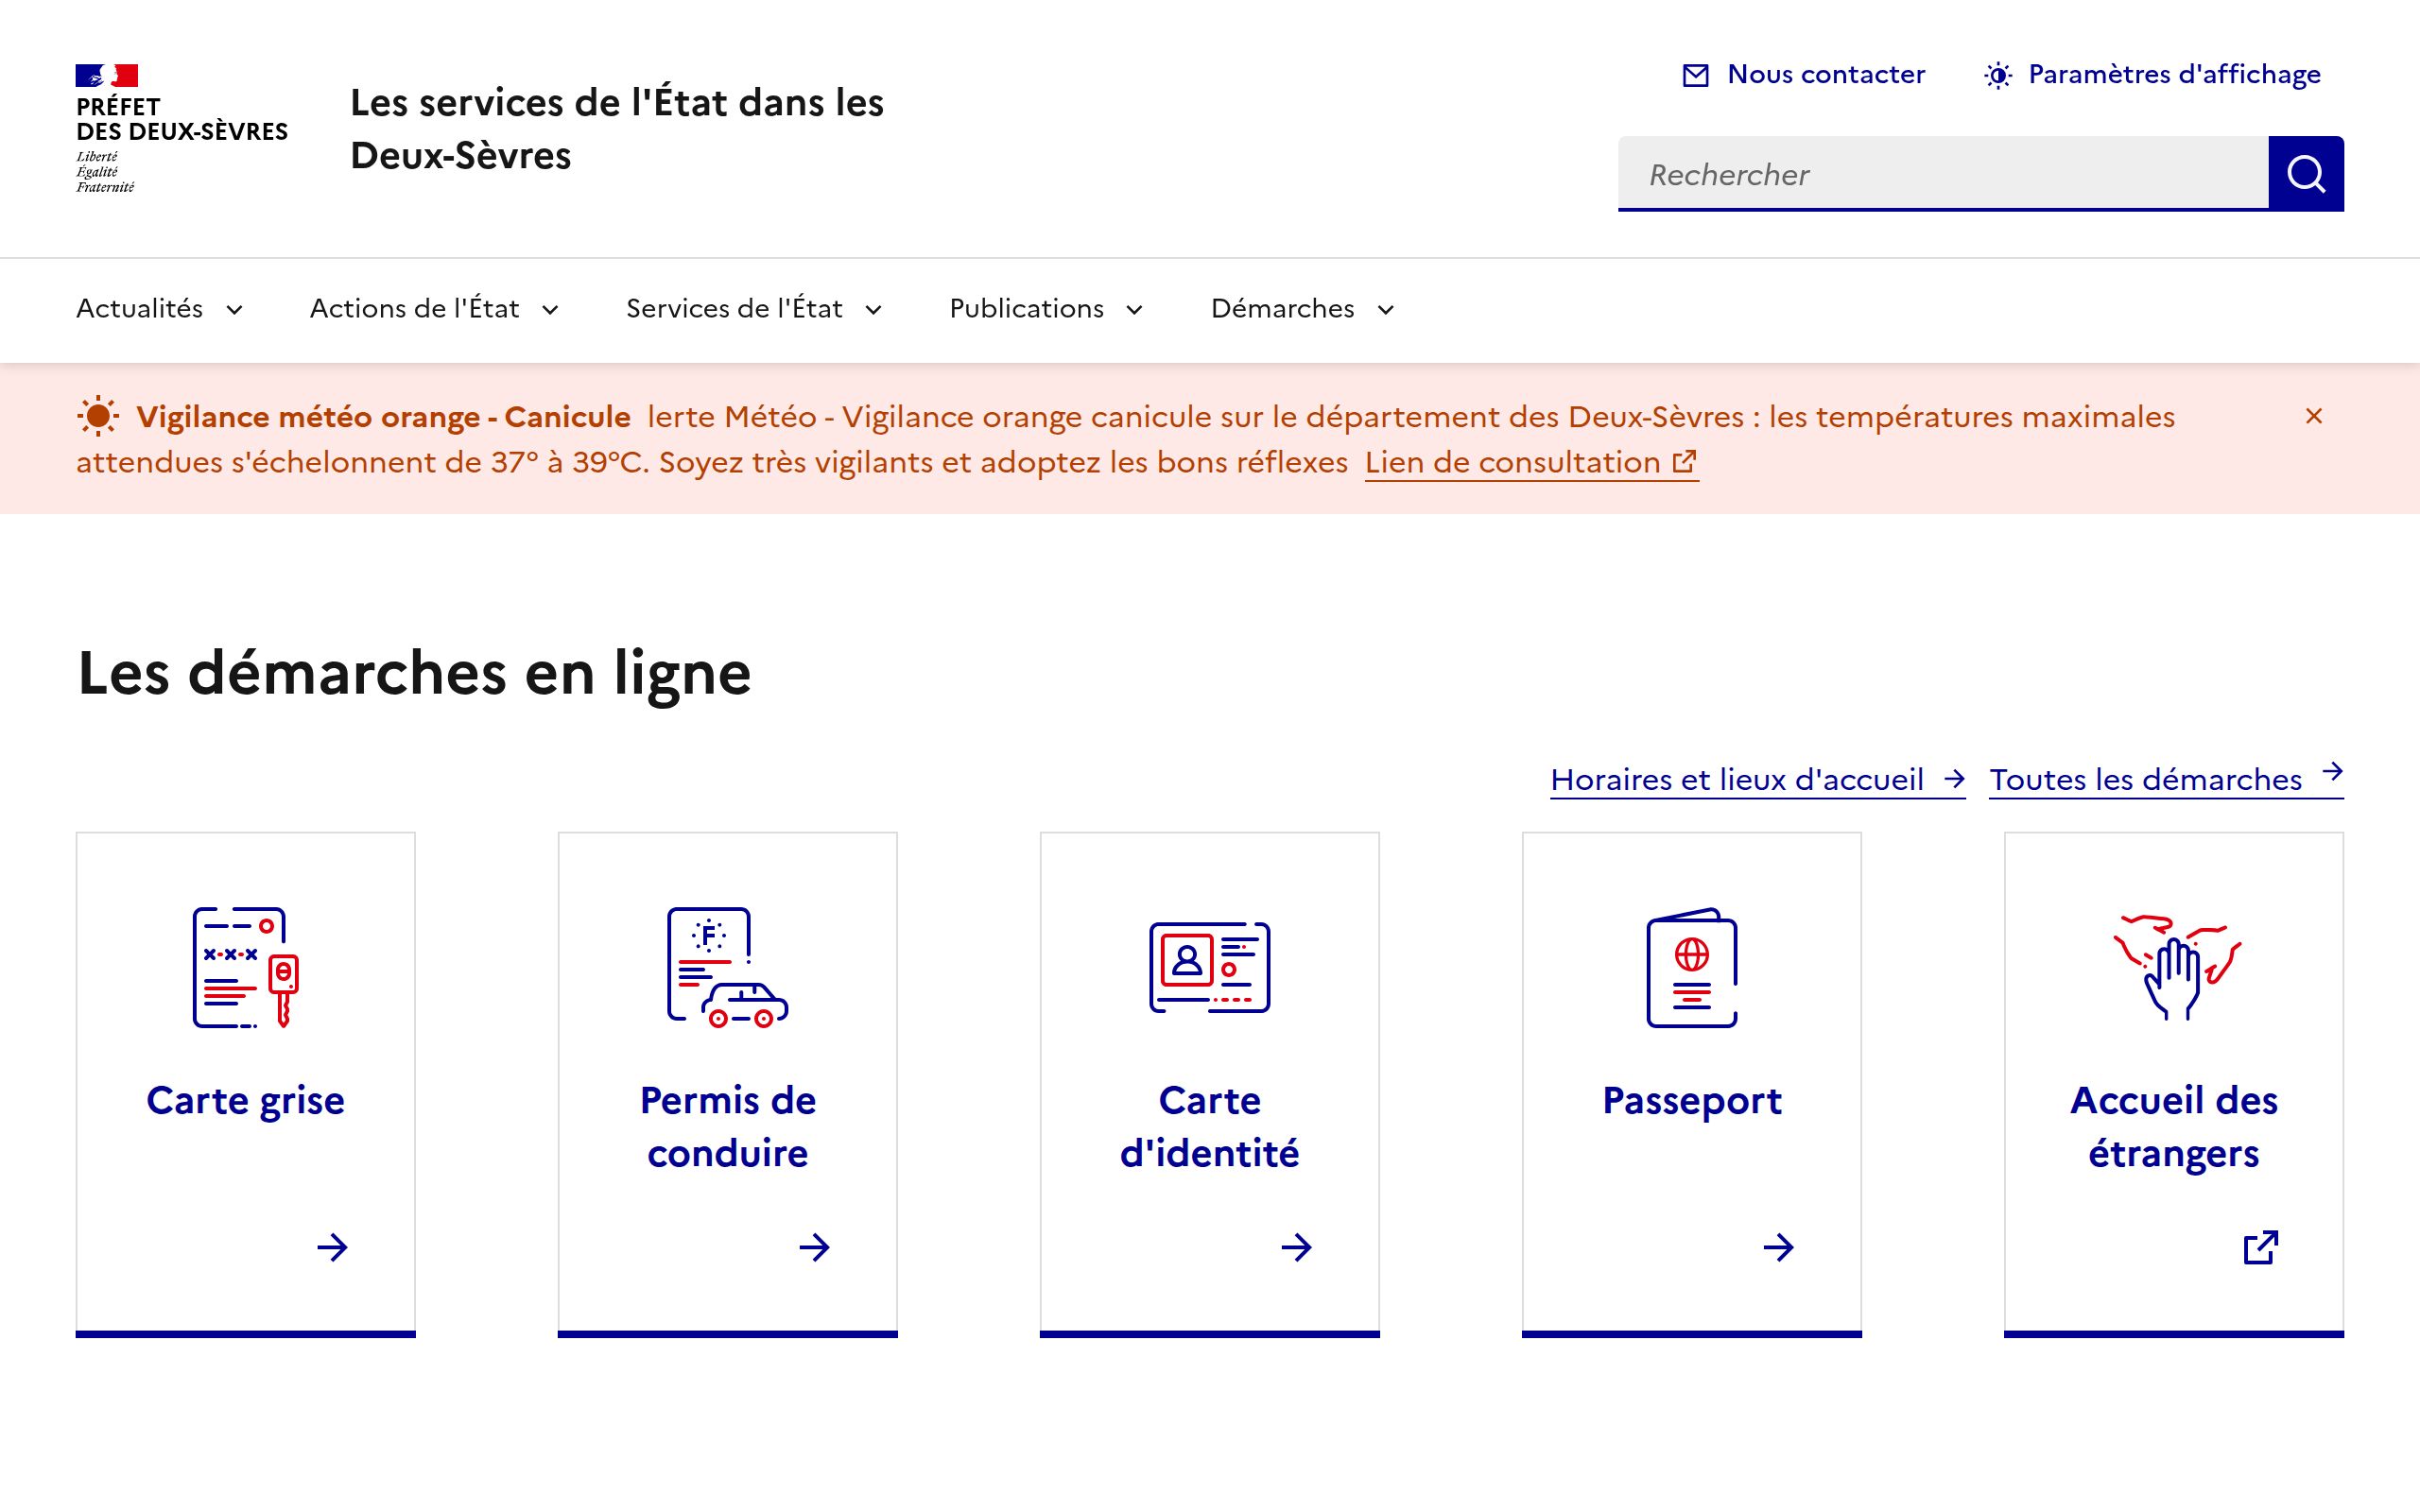 PRÉFET
DES DEUX-SÈVRES
Liberté
Égalité
Fraternité
Les services de l'État dans les
Deux-Sèvres
Nous contacter
Paramètres d'affichage
Rechercher
Actualités
Actions de l'État
Services de l'État
Publications
Démarches
Vigilance météo orange - Canicule lerte Météo - Vigilance orange canicule sur le département des Deux-Sèvres : les températures maximales
attendues s'échelonnent de 37° à 39°C. Soyez très vigilants et adoptez les bons réflexes Lien de consultation
Les démarches en ligne
Horaires et lieux d'accueil
Toutes les démarches
Carte grise
F
Permis de
conduire
Carte
d'identité
Passeport
Accueil des
étrangers